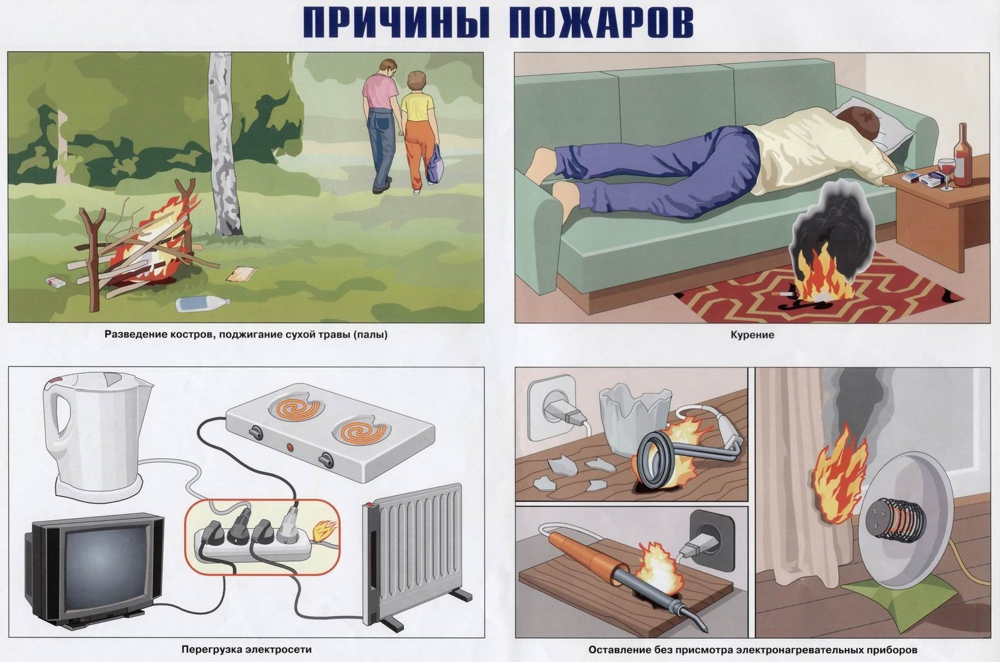 ПРИЧИНЫ ПОЖАРОВ
Разведение костров, поджигание сухой травы (палы)
Курение
Перегрузка электросети
Оставление без присмотра электронагревательных приборов